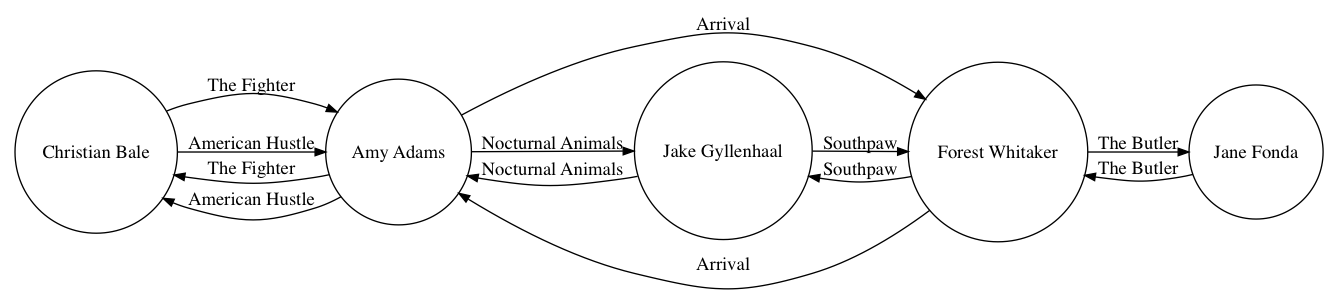 Arrival
The Fighter
Christian Bale
American Hustle
The Fighter
American Hustle
Amy Adams
Nocturnal Animals
Nocturnal Animals
Jake Gyllenhaal
Southpaw
Southpaw
Forest Whitaker
The Butler
The Butler
Jane Fonda
Arrival